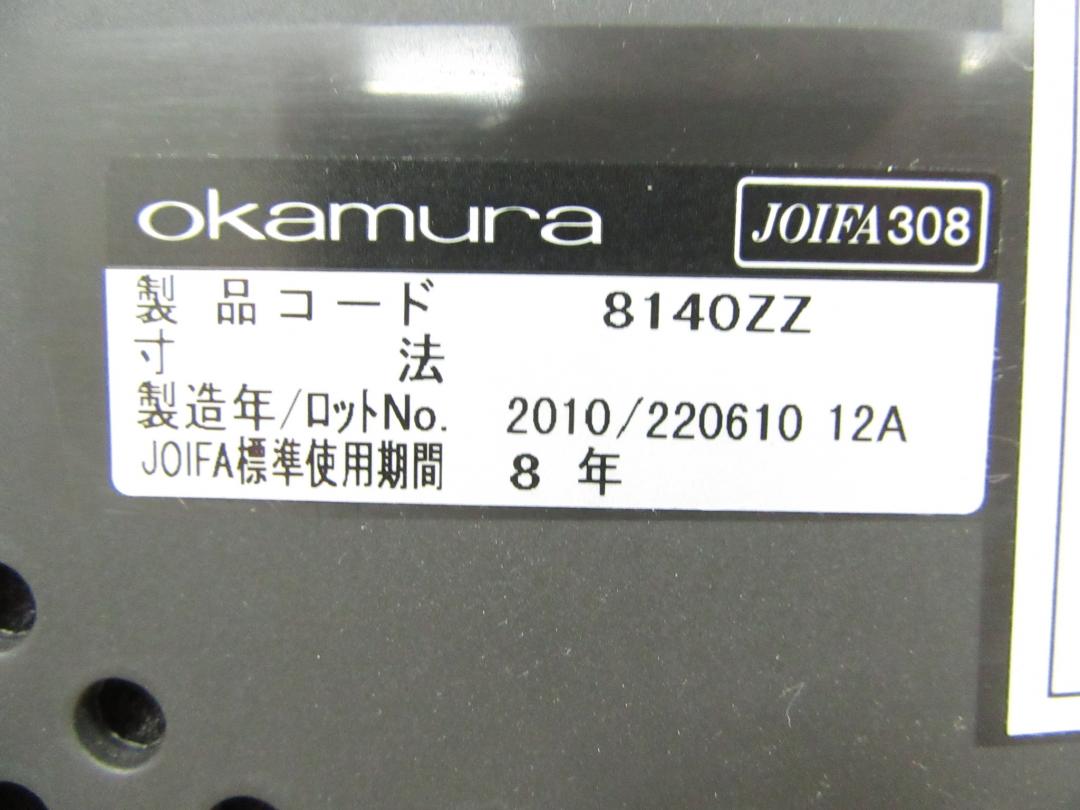 okamura JOIFA308
製品コード 8140ZZ
寸法
製造年/ロットNo. 2010/220610 12A
JOIFA標準使用期間 8 年